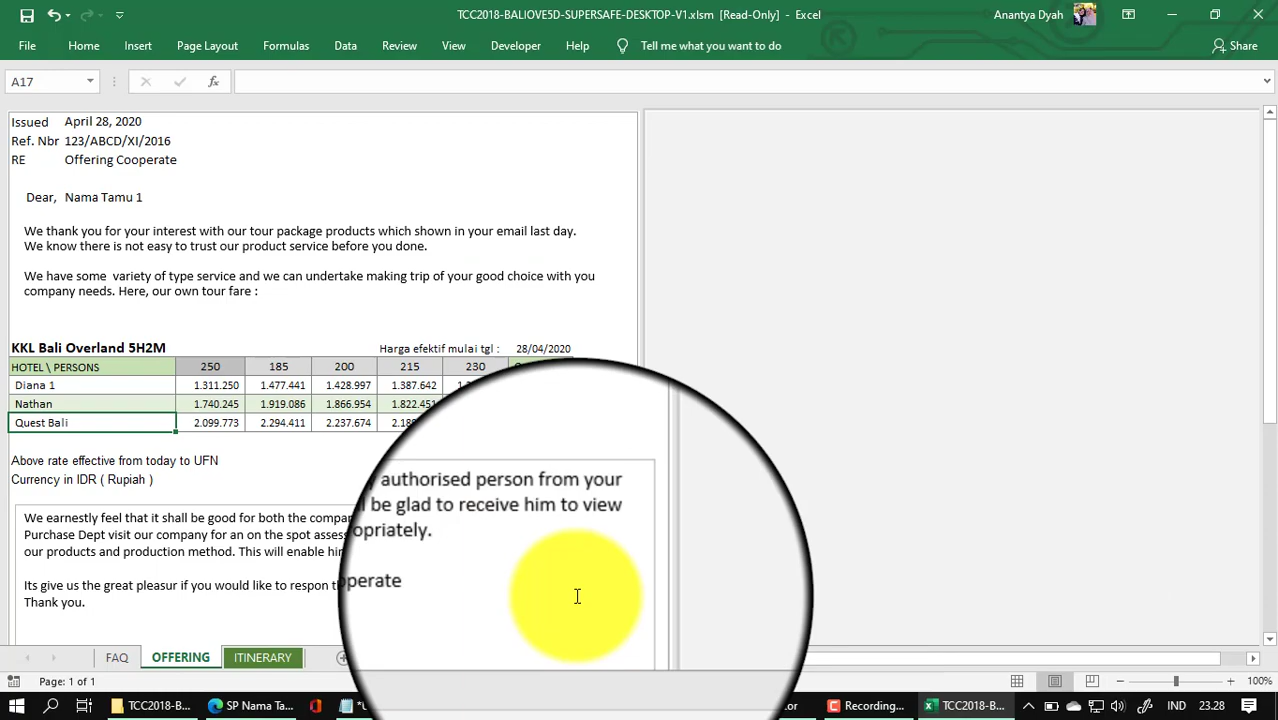 TCC2018-BALIOVE5D-SUPERSAFE-DESKTOP-V1.xlsm [Read-Only] - Excel
Anantya Dyah
File Home Insert Page Layout Formulas Data Review View Developer Help Tell me what you want to do Share
A17 fx
Issued April 28, 2020
Ref. Nbr 123/ABCD/XI/2016
RE Offering Cooperate
Dear, Nama Tamu 1
We thank you for your interest with our tour package products which shown in your email last day.
We know there is not easy to trust our product service before you done.
We have some variety of type service and we can undertake making trip of your good choice with you
company needs. Here, our own tour fare :
KKL Bali Overland 5H2M Harga efektif mulai tgl : 28/04/2020
HOTEL \ PERSONS 250 185 200 215 230
Diana 1 1.311.250 1.477.441 1.428.997 1.387.642
Nathan 1.740.245 1.919.086 1.866.954 1.822.451
Quest Bali 2.099.773 2.294.411 2.237.674
Above rate effective from today to UFN
Currency in IDR ( Rupiah )
authorised person from your
We earnestly feel that it shall be good for both the
be glad to receive him to view
Purchase Dept visit our company for an on the spot
our products and production method. This will enable
Its give us the great pleasur if you would like to respon
Thank you.
FAQ OFFERING ITINERARY
Page: 1 of 1 100%
TCC2018-B... SP Nama Ta... Recording... TCC2018-B... IND 23.28